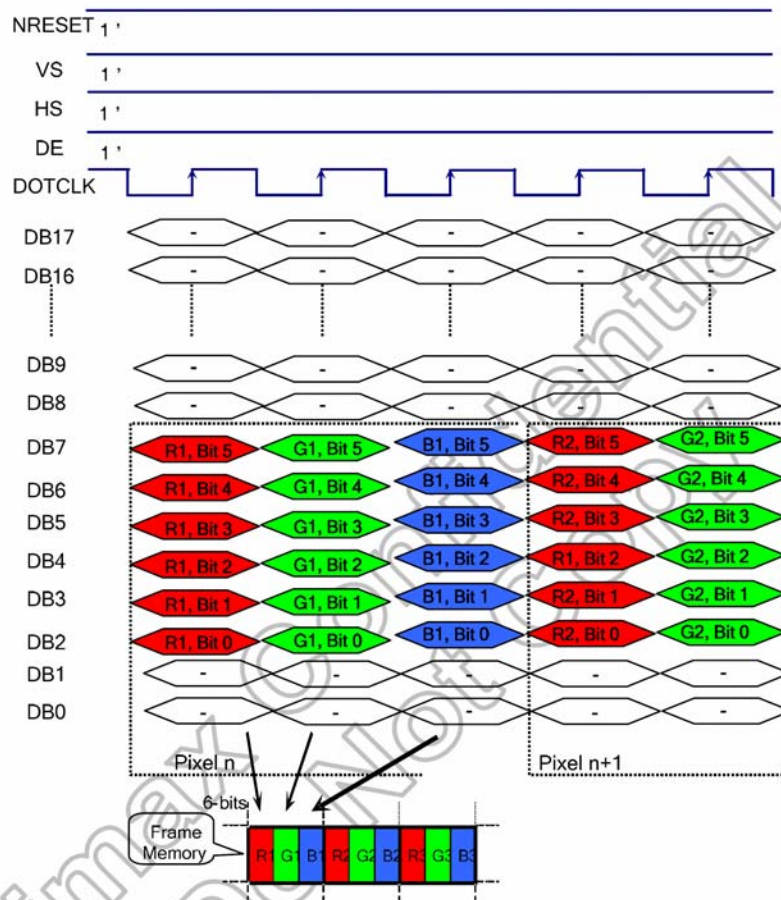 NRESET 1 '
VS 1 '
HS 1 '
DE 1 '
DOTCLK
DB17 - - - - -
DB16 - - - - -
DB9 - - - - -
DB8 - - - - -
DB7 R1, Bit 5 G1, Bit 5 B1, Bit 5 R2, Bit 5 G2, Bit 5
DB6 R1, Bit 4 G1, Bit 4 B1, Bit 4 R2, Bit 4 G2, Bit 4
DB5 R1, Bit 3 G1, Bit 3 B1, Bit 3 R2, Bit 3 G2, Bit 3
DB4 R1, Bit 2 G1, Bit 2 B1, Bit 2 R1, Bit 2 G2, Bit 2
DB3 R1, Bit 1 G1, Bit 1 B1, Bit 1 R2, Bit 1 G2, Bit 1
DB2 R1, Bit 0 G1, Bit 0 B1, Bit 0 R2, Bit 0 G2, Bit 0
DB1 - - - - -
DB0 - - - - -
Pixel n Pixel n+1
6-bits
Frame
Memory
R1 G1 B1 R2 G2 B2 R3 G3 B3
Confidential
Not Copy